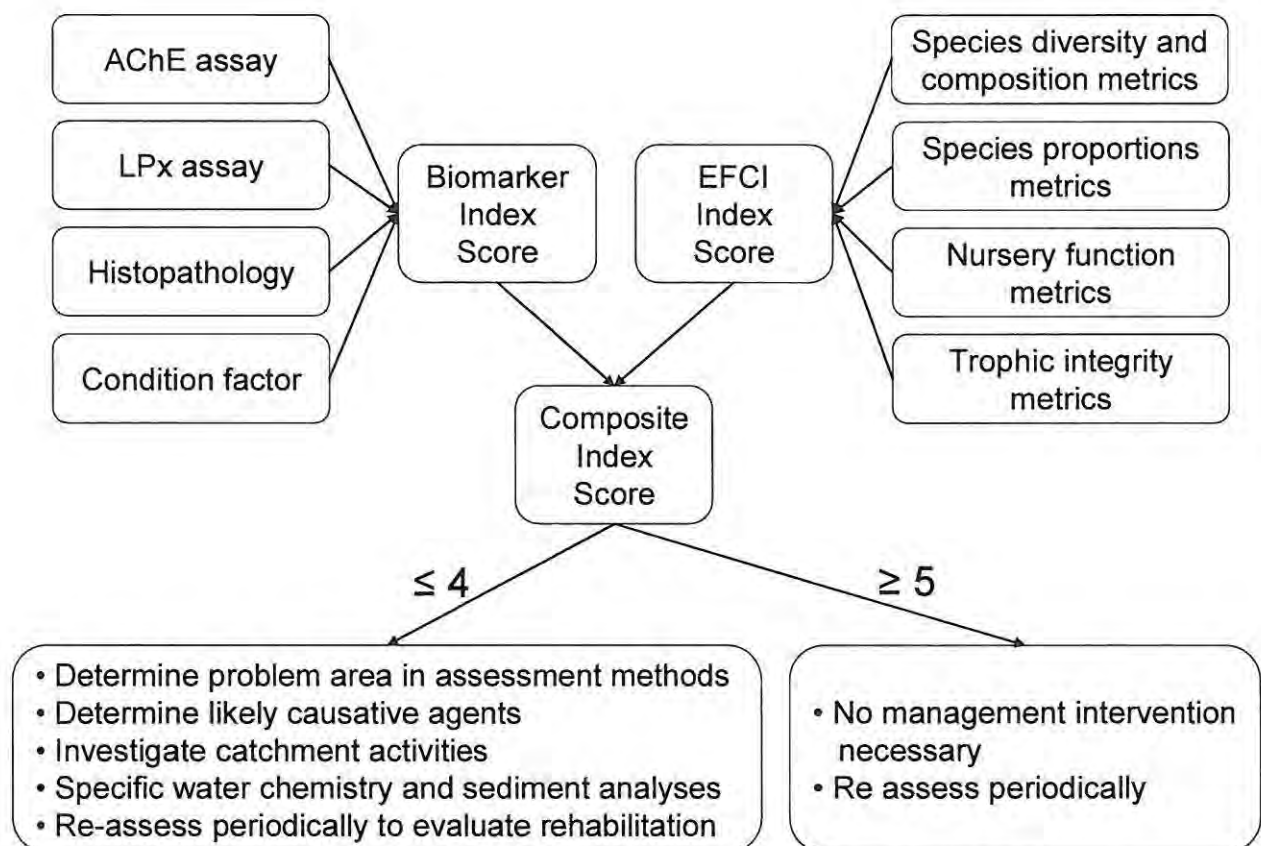 AChE assay
LPx assay
Histopathology
Condition factor
Biomarker
Index
Score
EFCI
Index
Score
Species diversity and
composition metrics
Species proportions
metrics
Nursery function
metrics
Trophic integrity
metrics
Composite
Index
Score
≤ 4
≥ 5
• Determine problem area in assessment methods
• Determine likely causative agents
• Investigate catchment activities
• Specific water chemistry and sediment analyses
• Re-assess periodically to evaluate rehabilitation
• No management intervention
necessary
• Re assess periodically